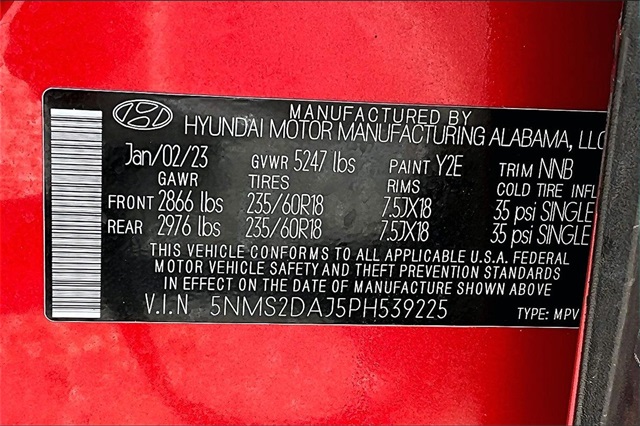 MANUFACTURED BY
HYUNDAI MOTOR MANUFACTURING ALABAMA, LLC
Jan/02/23 GVWR 5247 lbs PAINT Y2E TRIM NNB
GAWR TIRES RIMS COLD TIRE INFL
FRONT 2866 lbs 235/60R18 7.5JX18 35 psi SINGLE
REAR 2976 lbs 235/60R18 7.5JX18 35 psi SINGLE
THIS VEHICLE CONFORMS TO ALL APPLICABLE U.S.A. FEDERAL
MOTOR VEHICLE SAFETY AND THEFT PREVENTION STANDARDS
IN EFFECT ON THE DATE OF MANUFACTURE SHOWN ABOVE
V.I.N 5NMS2DAJ5PH539225 TYPE: MPV